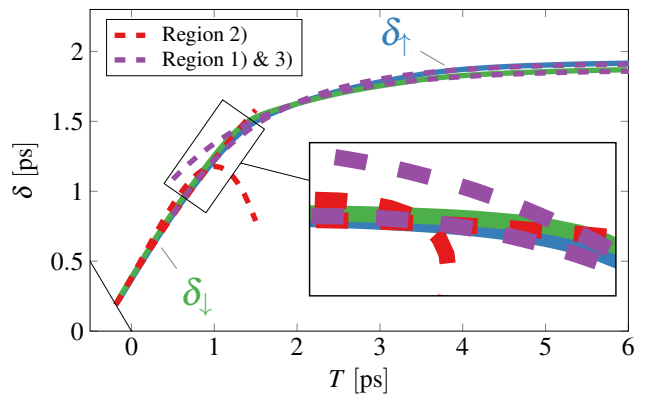 Region 2)
Region 1) & 3)
δ↑
δ↓
δ [ps]
2
1.5
1
0.5
0
0 1 2 3 4 5 6
T [ps]